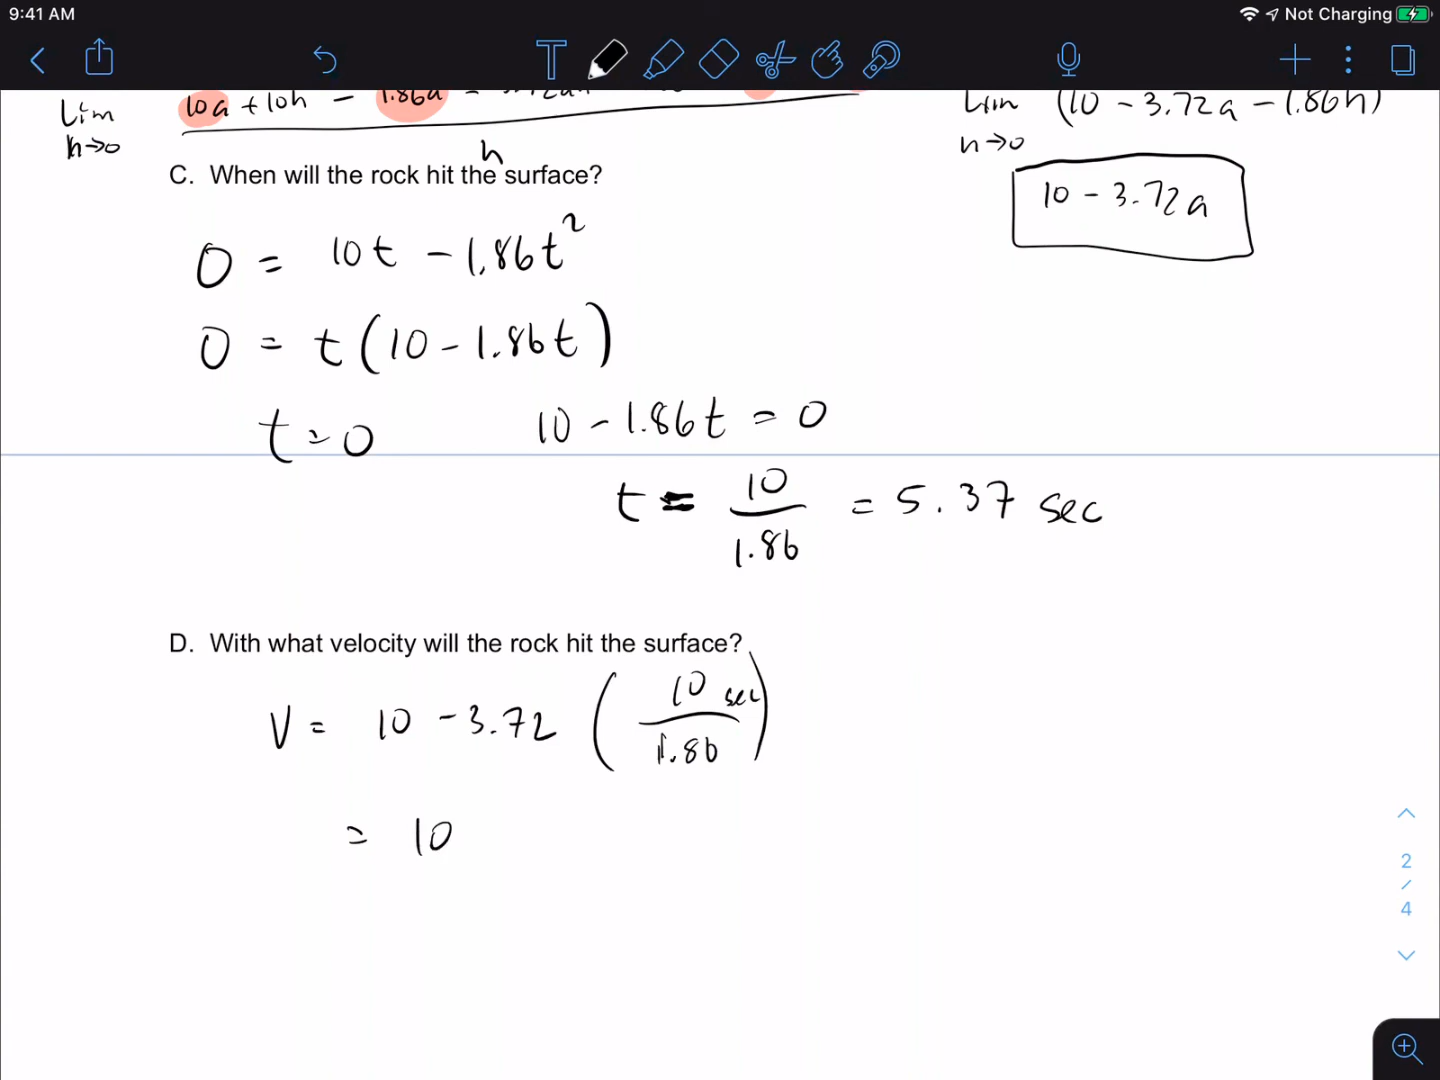 9:41 AM
Not Charging
T
Lim 10a + 10h - 1.86a
h→0
h
Lim (10 - 3.72a - 1.86h)
h→0
10 - 3.72a
C. When will the rock hit the surface?
0 = 10t - 1.86t²
0 = t(10 - 1.86t)
t = 0 10 - 1.86t = 0
t = 10/1.86 = 5.37 sec
D. With what velocity will the rock hit the surface?
V = 10 - 3.72 (10 sec/1.86)
= 10
2
/
4